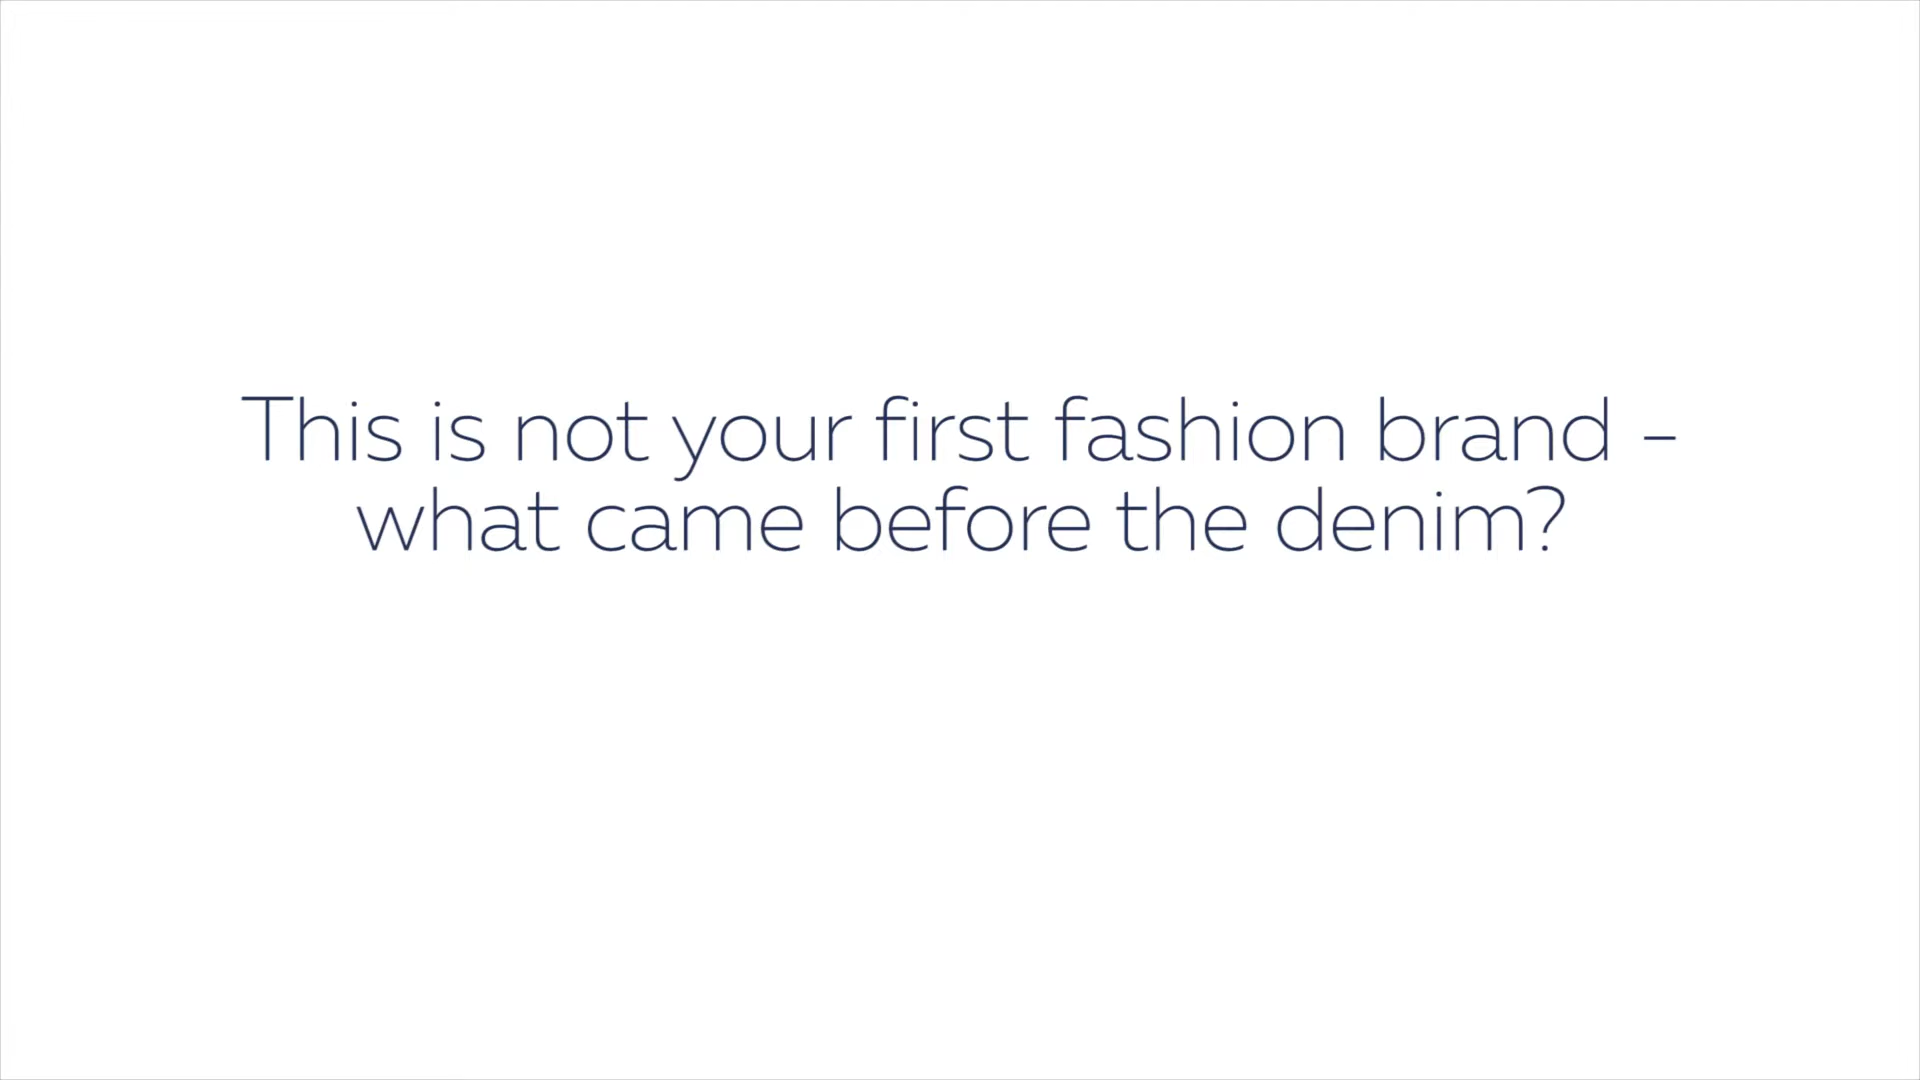 This is not your first fashion brand –
what came before the denim?